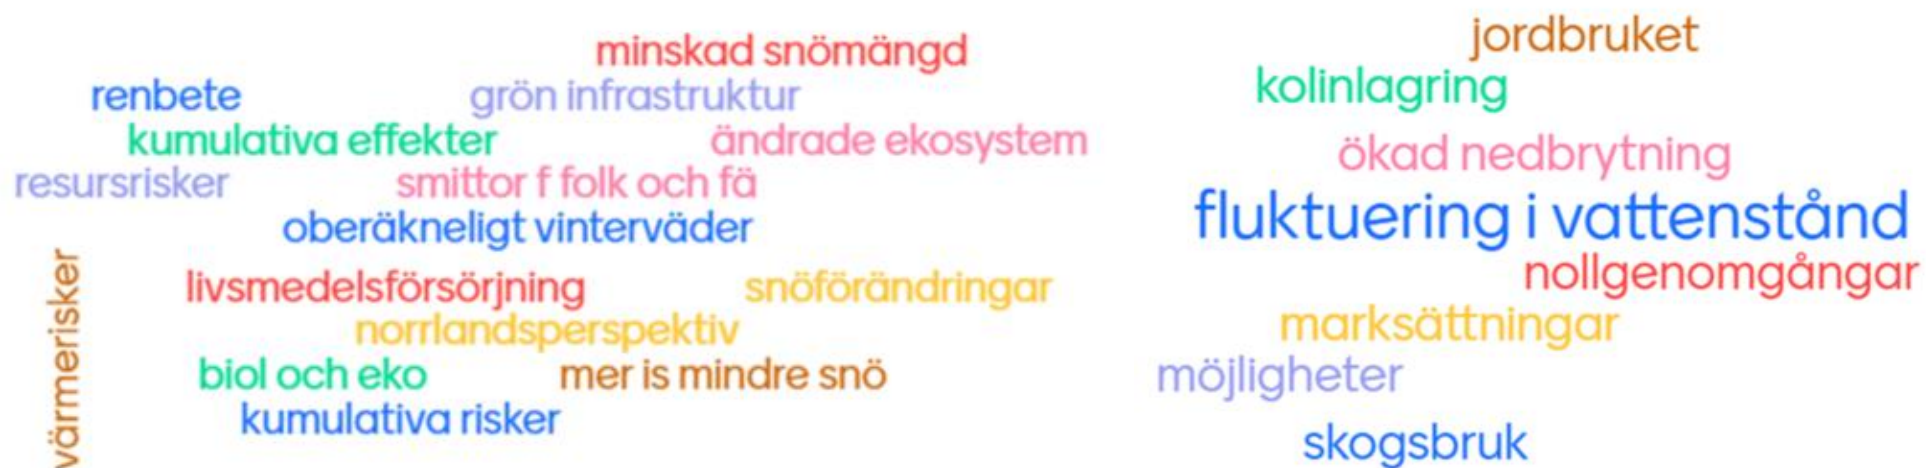 minskad snömängd
renbete
grön infrastruktur
kumulativa effekter
ändrade ekosystem
resursrisker
smittor f folk och fä
oberäkneligt vinterväder
värmerisker
livsmedelsförsörjning
snöförändringar
norrlandsperspektiv
biol och eko
mer is mindre snö
kumulativa risker
jordbruket
kolinlagring
ökad nedbrytning
fluktuering i vattenstånd
nollgenomgångar
marksättningar
möjligheter
skogsbruk